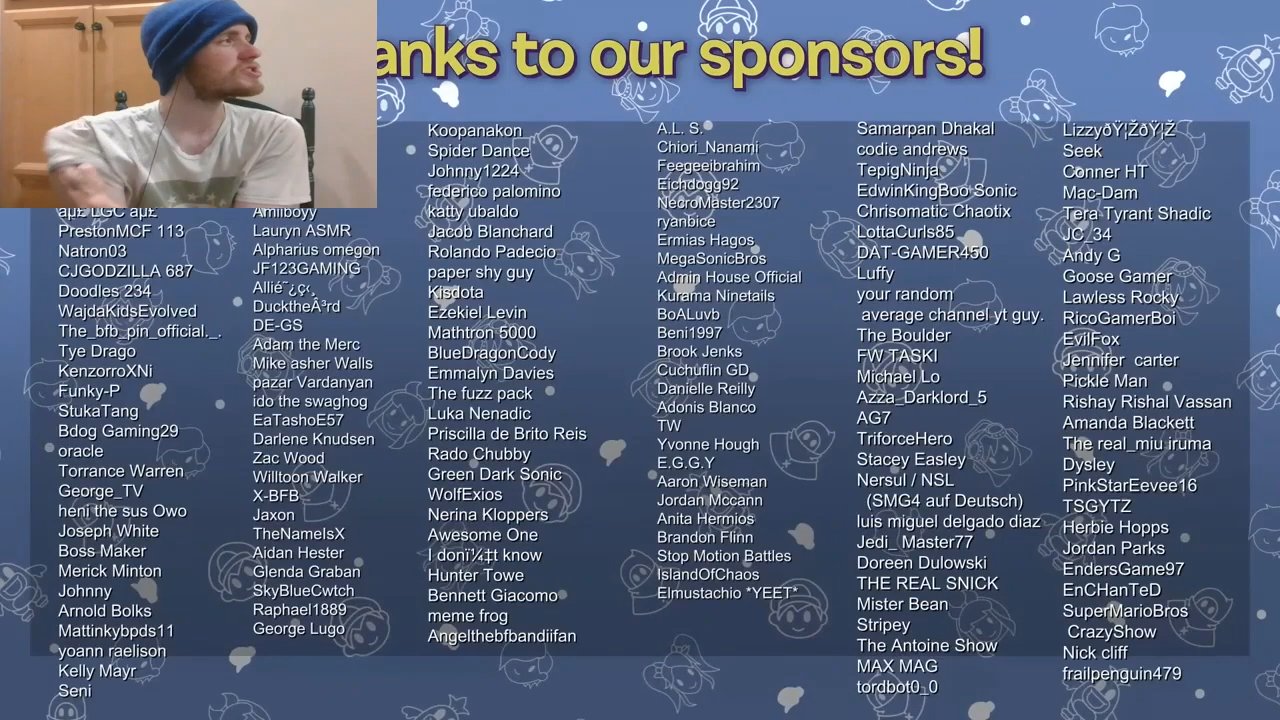 anks to our sponsors!
aµ£ LGC aµ£
PrestonMCF 113
Natron03
CJGODZILLA 687
Doodles 234
WajdaKidsEvolved
The_bfb_pin_official._.
Tye Drago
KenzorroXNi
Funky-P
StukaTang
Bdog Gaming29
oracle
Torrance Warren
George_TV
heni the sus Owo
Joseph White
Boss Maker
Merick Minton
Johnny
Arnold Bolks
Mattinkybpds11
yoann raelison
Kelly Mayr
Seni
Amilboyy
Lauryn ASMR
Alpharius omegon
JF123GAMING
DucktheÂ³rd
DE-GS
Adam the Merc
Mike asher Walls
pazar Vardanyan
ido the swaghog
EaTashoE57
Darlene Knudsen
Zac Wood
Willtoon Walker
X-BFB
Jaxon
TheNameIsX
Aidan Hester
Glenda Graban
SkyBlueCwtch
Raphael1889
George Lugo
Koopanakon
Spider Dance
Johnny1224
federico palomino
katty ubaldo
Jacob Blanchard
Rolando Padecio
paper shy guy
Kisdota
Ezekiel Levin
Mathtron 5000
BlueDragonCody
Emmalyn Davies
The fuzz pack
Luka Nenadic
Priscilla de Brito Reis
Rado Chubby
Green Dark Sonic
WolfExios
Nerina Kloppers
Awesome One
I donï¼‡t know
Hunter Towe
Bennett Giacomo
meme frog
Angelthebfbandiifan
A.L. S.
Chiori_Nanami
Feegeeibrahim
Eichdogg92
NecroMaster2307
ryanbice
Ermias Hagos
MegaSonicBros
Admin House Official
Kurama Ninetails
BoALuvb
Beni1997
Brook Jenks
Cuchuflin GD
Danielle Reilly
Adonis Blanco
TW
Yvonne Hough
E.G.G.Y
Aaron Wiseman
Jordan Mccann
Anita Hermios
Brandon Flinn
Stop Motion Battles
IslandOfChaos
Elmustachio *YEET*
Samarpan Dhakal
codie andrews
TepigNinja
EdwinKingBoo Sonic
Chrisomatic Chaotix
LottaCurls85
DAT-GAMER450
Luffy
your random
average channel yt guy.
The Boulder
FW TASKI
Michael Lo
Azza_Darklord_5
AG7
TriforceHero
Stacey Easley
Nersul / NSL
(SMG4 auf Deutsch)
luis miguel delgado diaz
Jedi_ Master77
Doreen Dulowski
THE REAL SNICK
Mister Bean
Stripey
The Antoine Show
MAX MAG
tordbot0_0
LizzyðŸ¦ŽðŸ¦Ž
Seek
Conner HT
Mac-Dam
Tera Tyrant Shadic
JC_34
Andy G
Goose Gamer
Lawless Rocky
RicoGamerBoi
EvilFox
Jennifer carter
Pickle Man
Rishay Rishal Vassan
Amanda Blackett
The real_miu iruma
Dysley
PinkStarEevee16
TSGYTZ
Herbie Hopps
Jordan Parks
EndersGame97
EnCHanTeD
SuperMarioBros
CrazyShow
Nick cliff
frailpenguin479